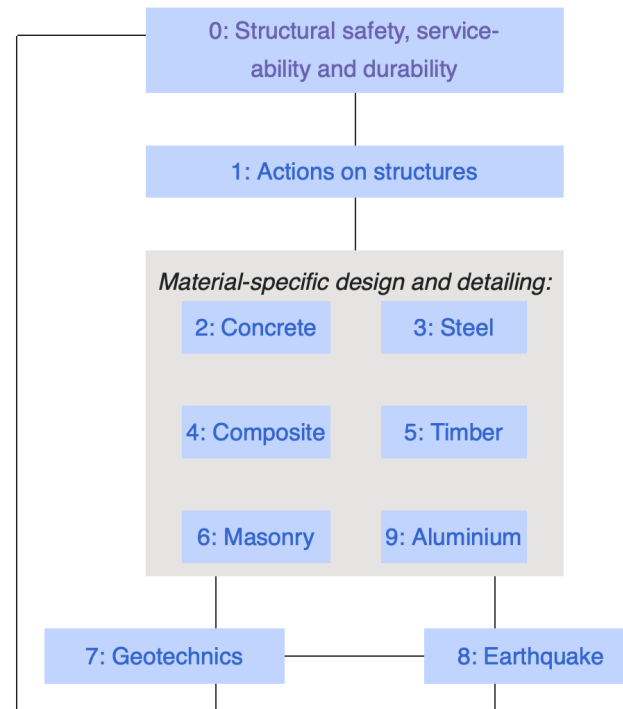 0: Structural safety, service-
ability and durability
1: Actions on structures
Material-specific design and detailing:
2: Concrete
3: Steel
4: Composite
5: Timber
6: Masonry
9: Aluminium
7: Geotechnics
8: Earthquake